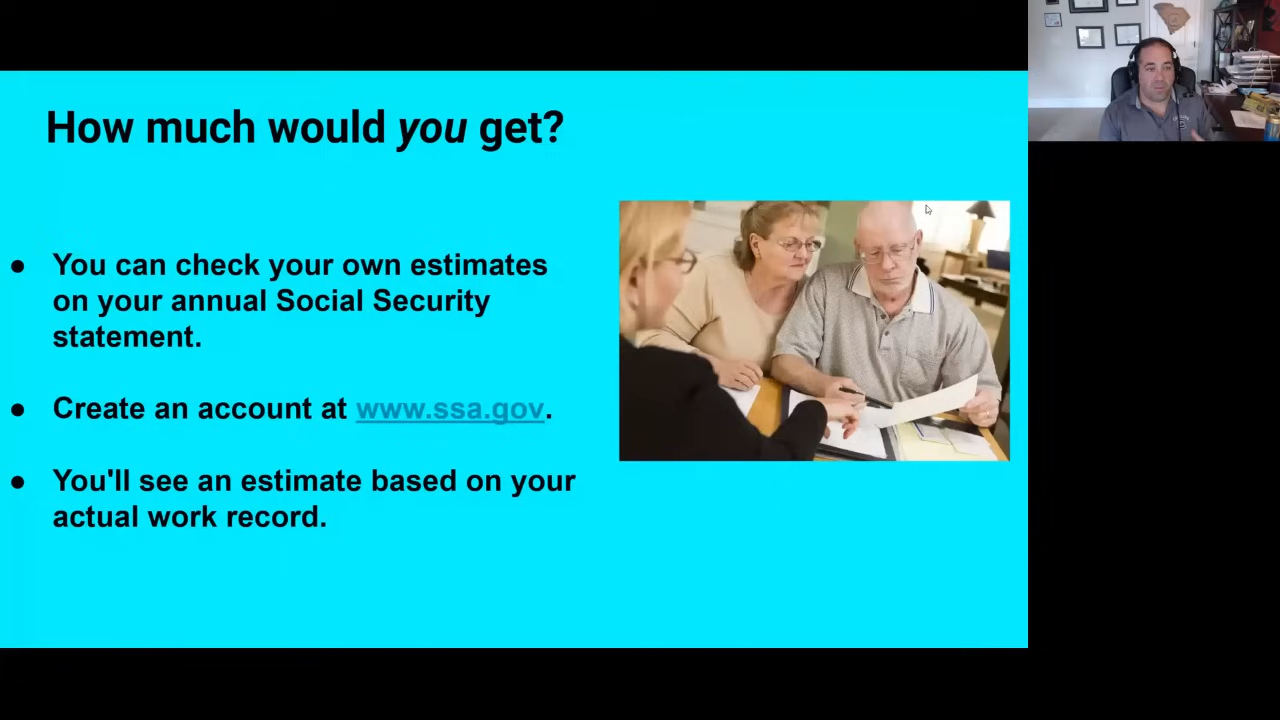 How much would you get?
● You can check your own estimates
on your annual Social Security
statement.
● Create an account at www.ssa.gov.
● You'll see an estimate based on your
actual work record.